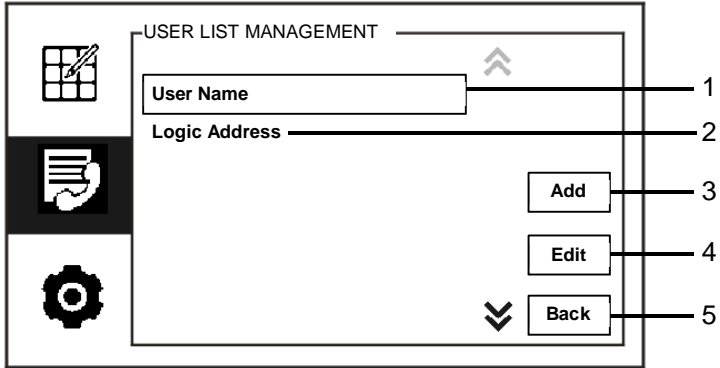 USER LIST MANAGEMENT
User Name
1
Logic Address
2
Add
3
Edit
4
Back
5